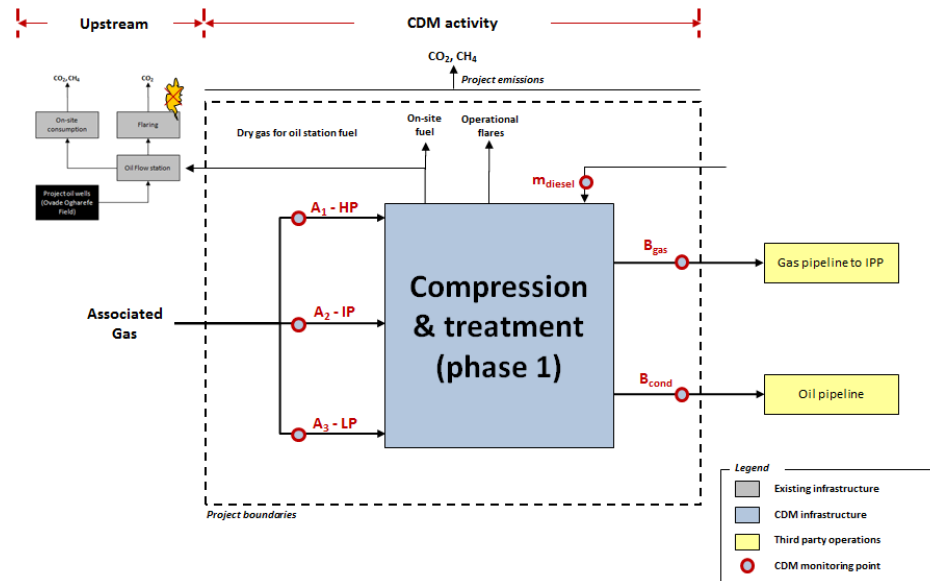 Upstream
CDM activity
CO₂, CH₄
Project emissions
CO₂, CH₄
CO₂
On-site
consumption
Flaring
Oil Flow station
Project oil wells
(Ovade Ogharefe
Field)
Dry gas for oil station fuel
On-site
fuel
Operational
flares
m_diesel
A₁ - HP
A₂ - IP
A₃ - LP
Associated
Gas
Compression
& treatment
(phase 1)
B_gas
Gas pipeline to IPP
B_cond
Oil pipeline
Project boundaries
Legend
Existing infrastructure
CDM infrastructure
Third party operations
CDM monitoring point